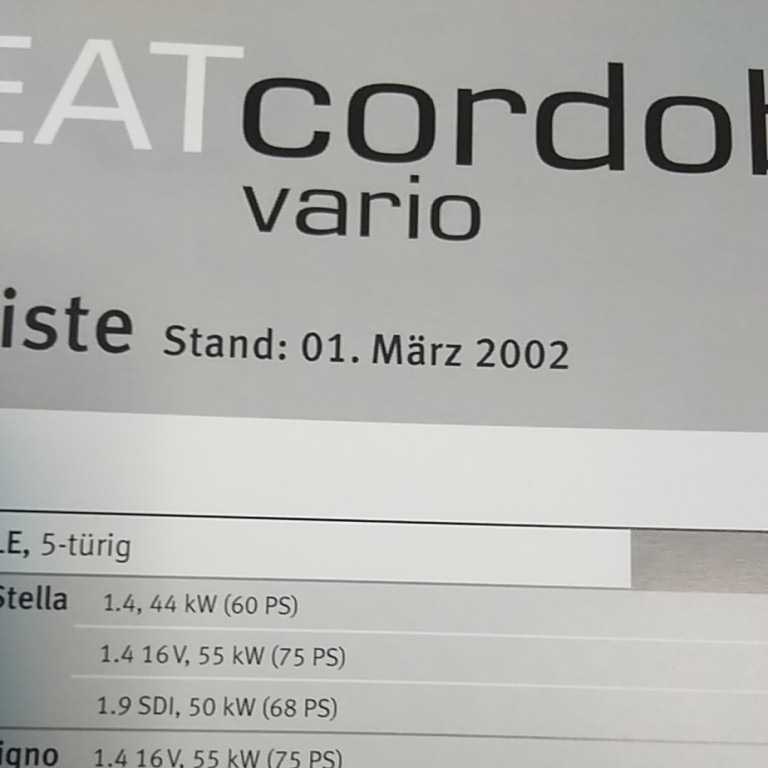 EAT cordob
vario
iste Stand: 01. März 2002
LE, 5-türig
Stella 1.4, 44 kW (60 PS)
1.4 16V, 55 kW (75 PS)
1.9 SDI, 50 kW (68 PS)
igno 1.4 16V, 55 kW (75 PS)